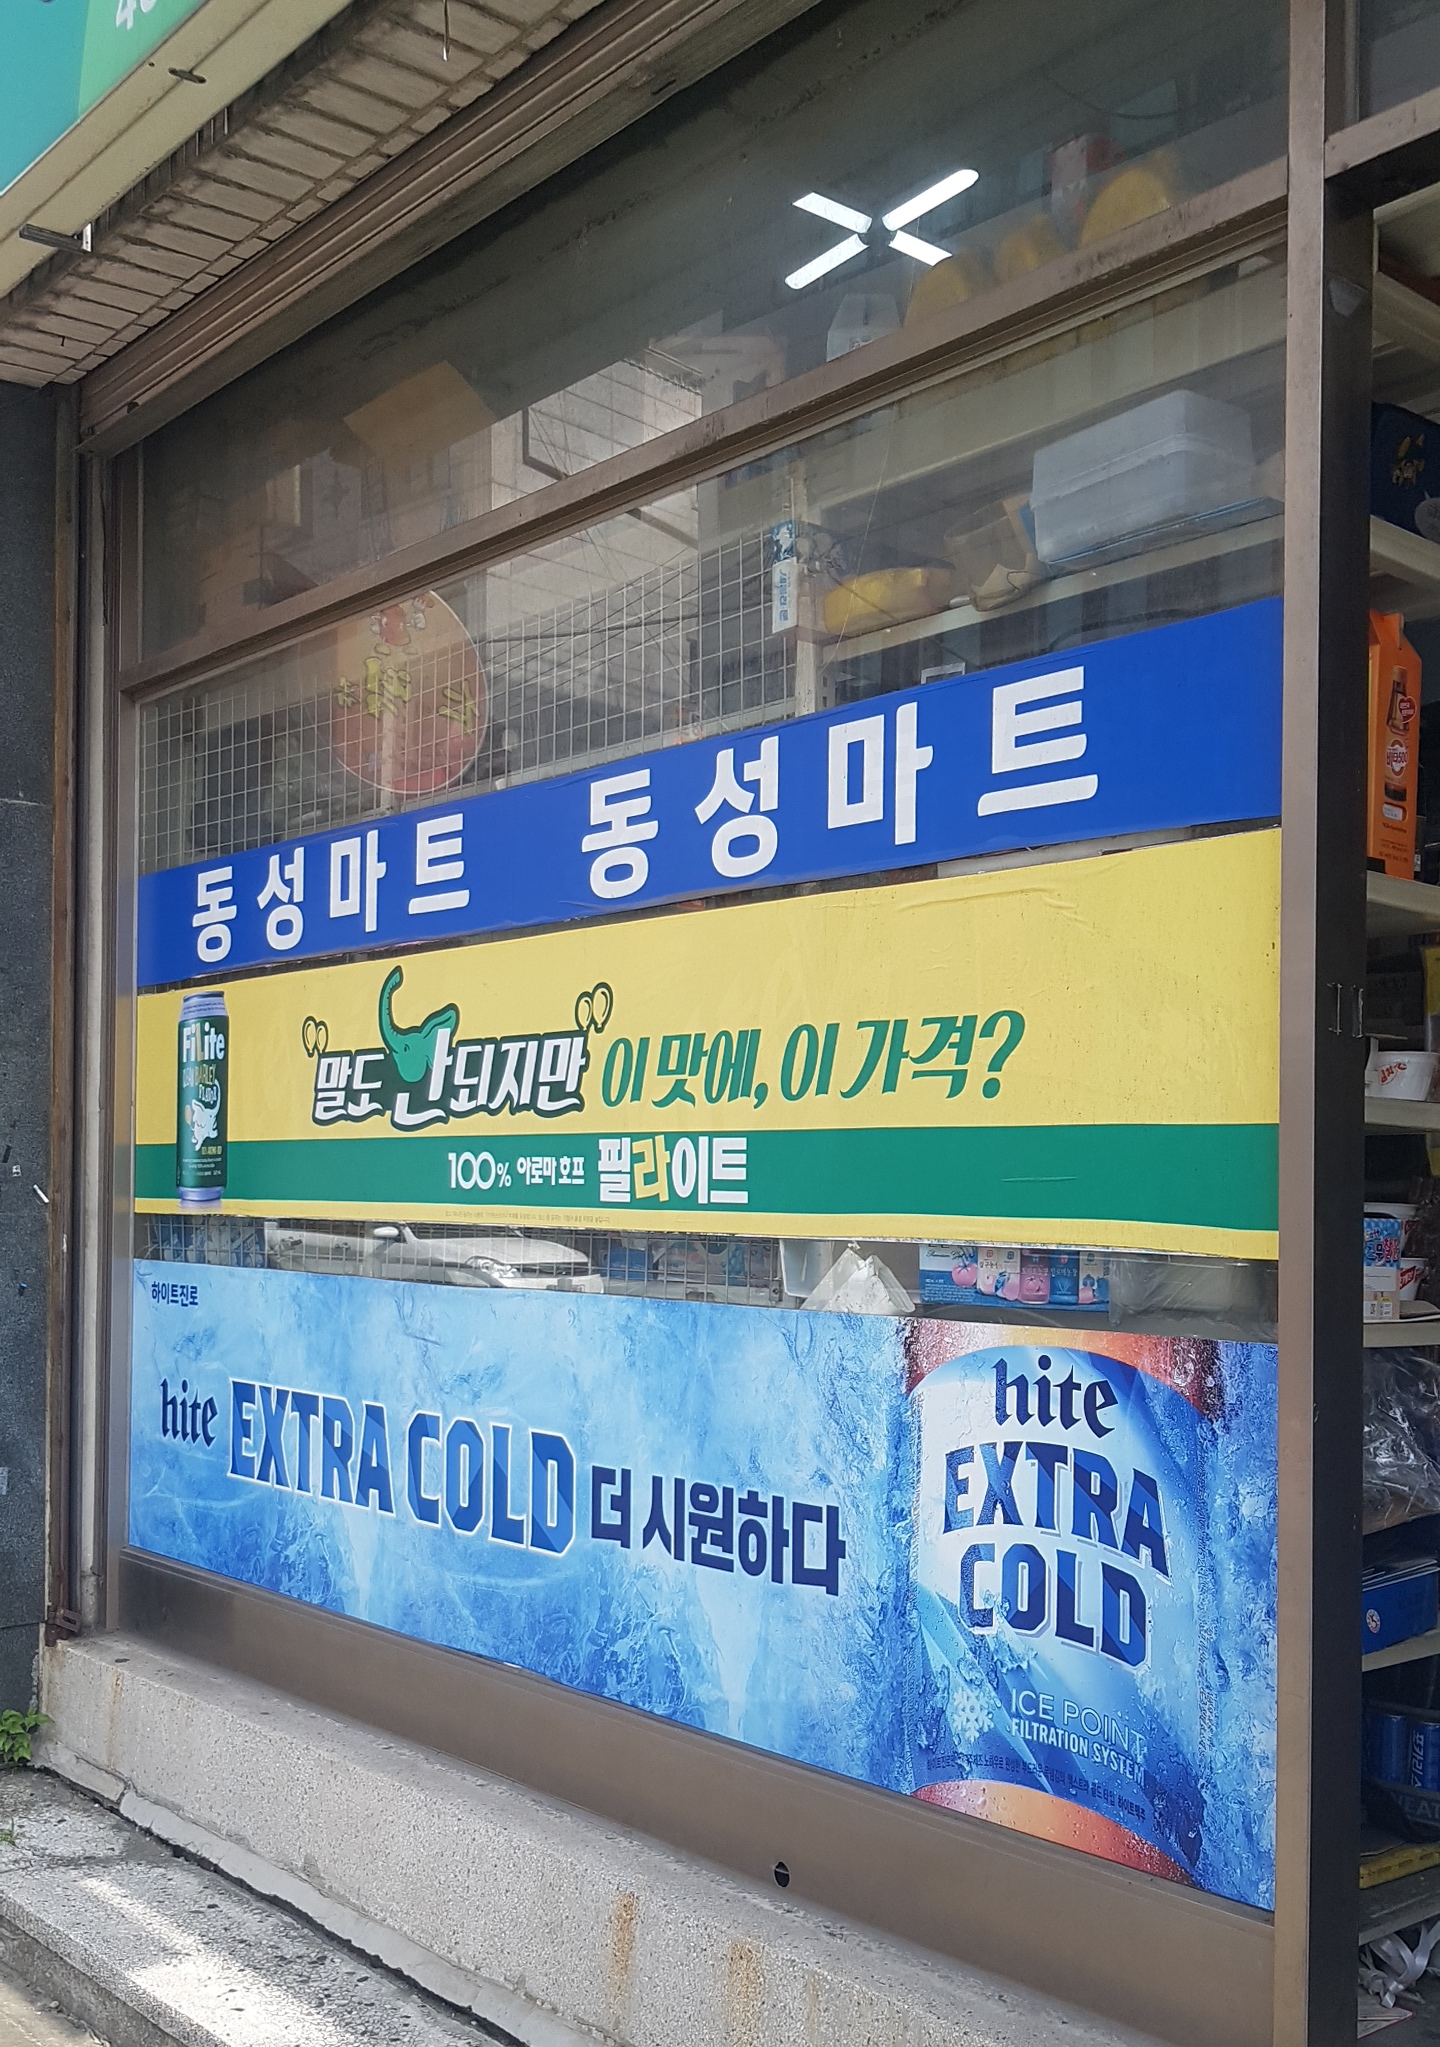 동성마트 동성마트
FiLite
"말도 안되지만" 이 맛에, 이 가격?
100% 아로마 호프 필라이트
하이트진로
hite EXTRA COLD 더 시원하다
hite
EXTRA
COLD
ICE POINT
FILTRATION SYSTEM